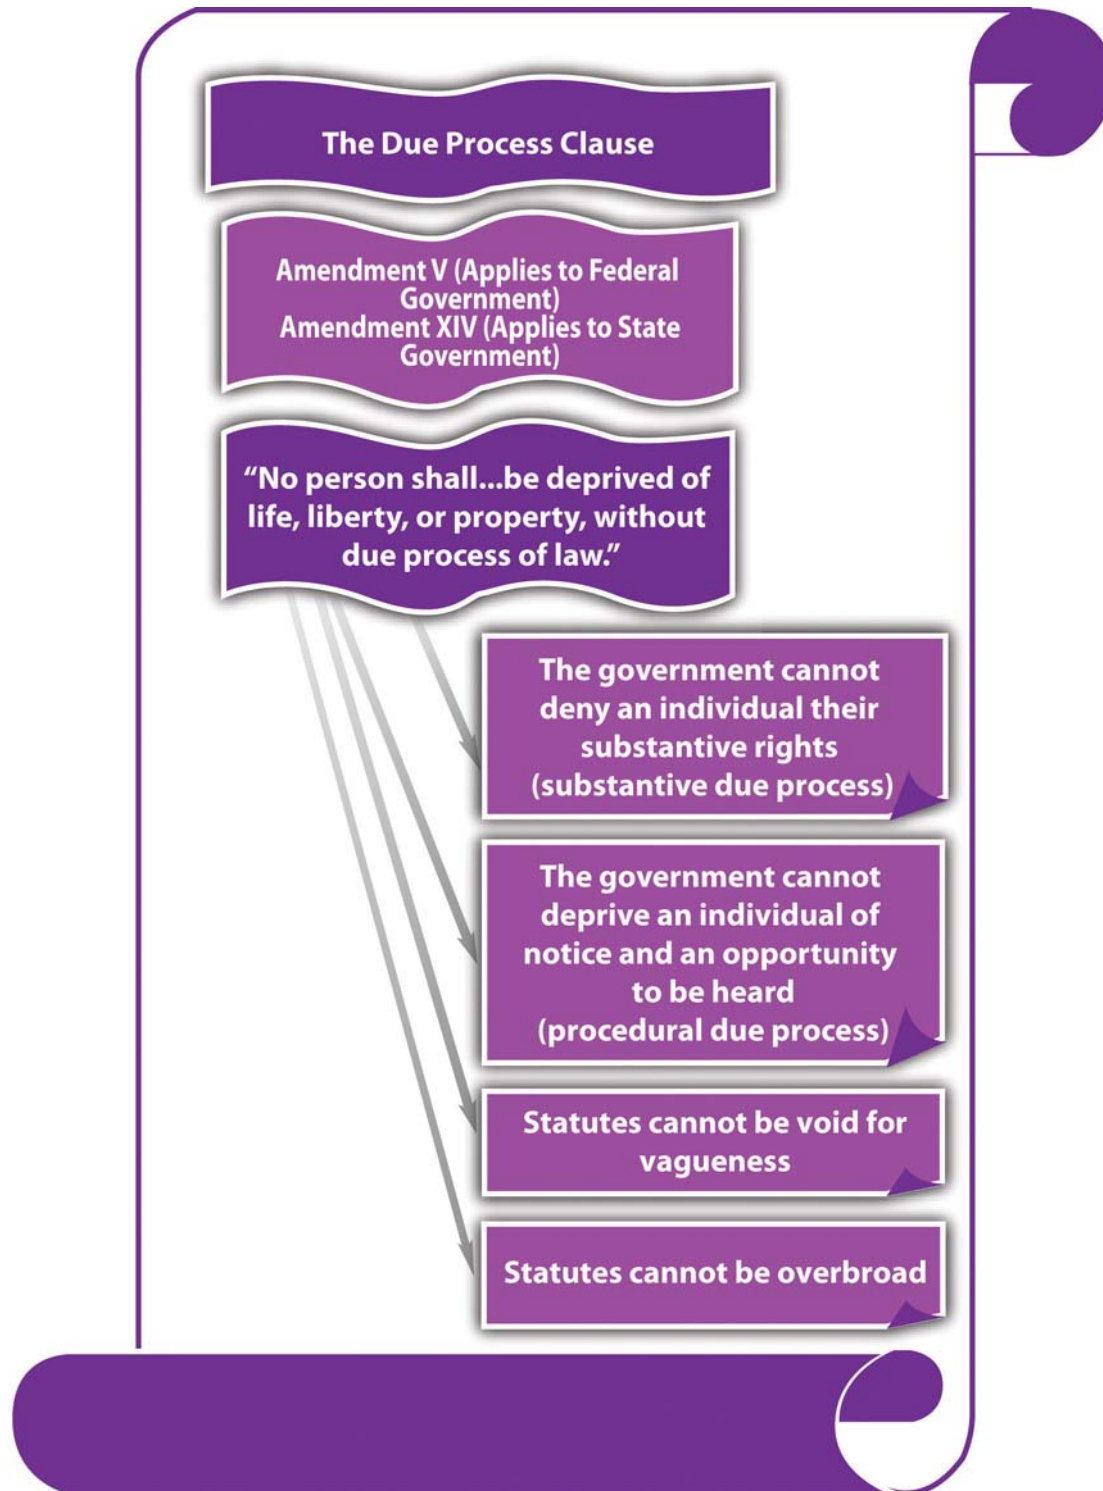 The Due Process Clause
Amendment V (Applies to Federal
Government)
Amendment XIV (Applies to State
Government)
“No person shall...be deprived of
life, liberty, or property, without
due process of law.”
The government cannot
deny an individual their
substantive rights
(substantive due process)
The government cannot
deprive an individual of
notice and an opportunity
to be heard
(procedural due process)
Statutes cannot be void for
vagueness
Statutes cannot be overbroad